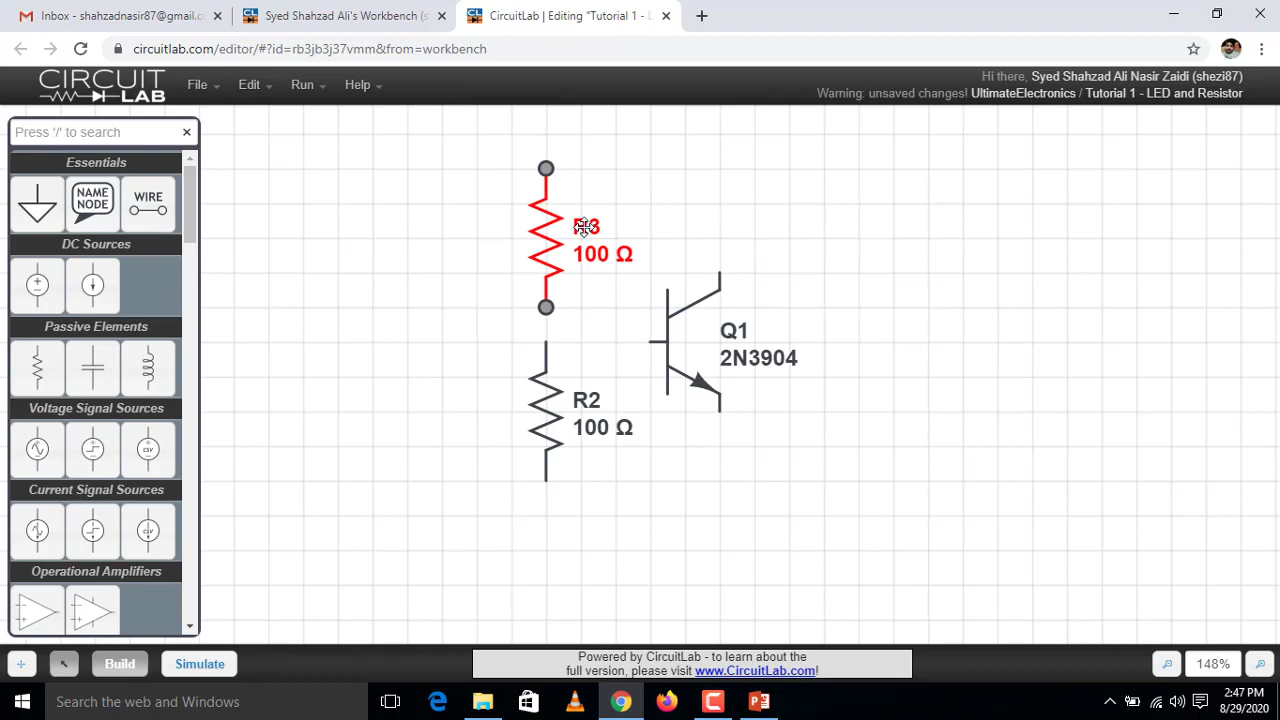 Inbox - shahzadnasir87@gmail.co
Syed Shahzad Ali's Workbench (s
CircuitLab | Editing "Tutorial 1 - L
circuitlab.com/editor/#?id=rb3jb3j37vmm&from=workbench
CIRCUIT
LAB
File
Edit
Run
Help
Hi there, Syed Shahzad Ali Nasir Zaidi (shezi87)
Warning: unsaved changes! UltimateElectronics / Tutorial 1 - LED and Resistor
Press '/' to search
Essentials
NAME
NODE
WIRE
DC Sources
Passive Elements
Voltage Signal Sources
CSV
Current Signal Sources
CSV
Operational Amplifiers
R3
100 Ω
Q1
2N3904
R2
100 Ω
Build
Simulate
Powered by CircuitLab - to learn about the
full version, please visit www.CircuitLab.com!
148%
Search the web and Windows
2:47 PM
8/29/2020